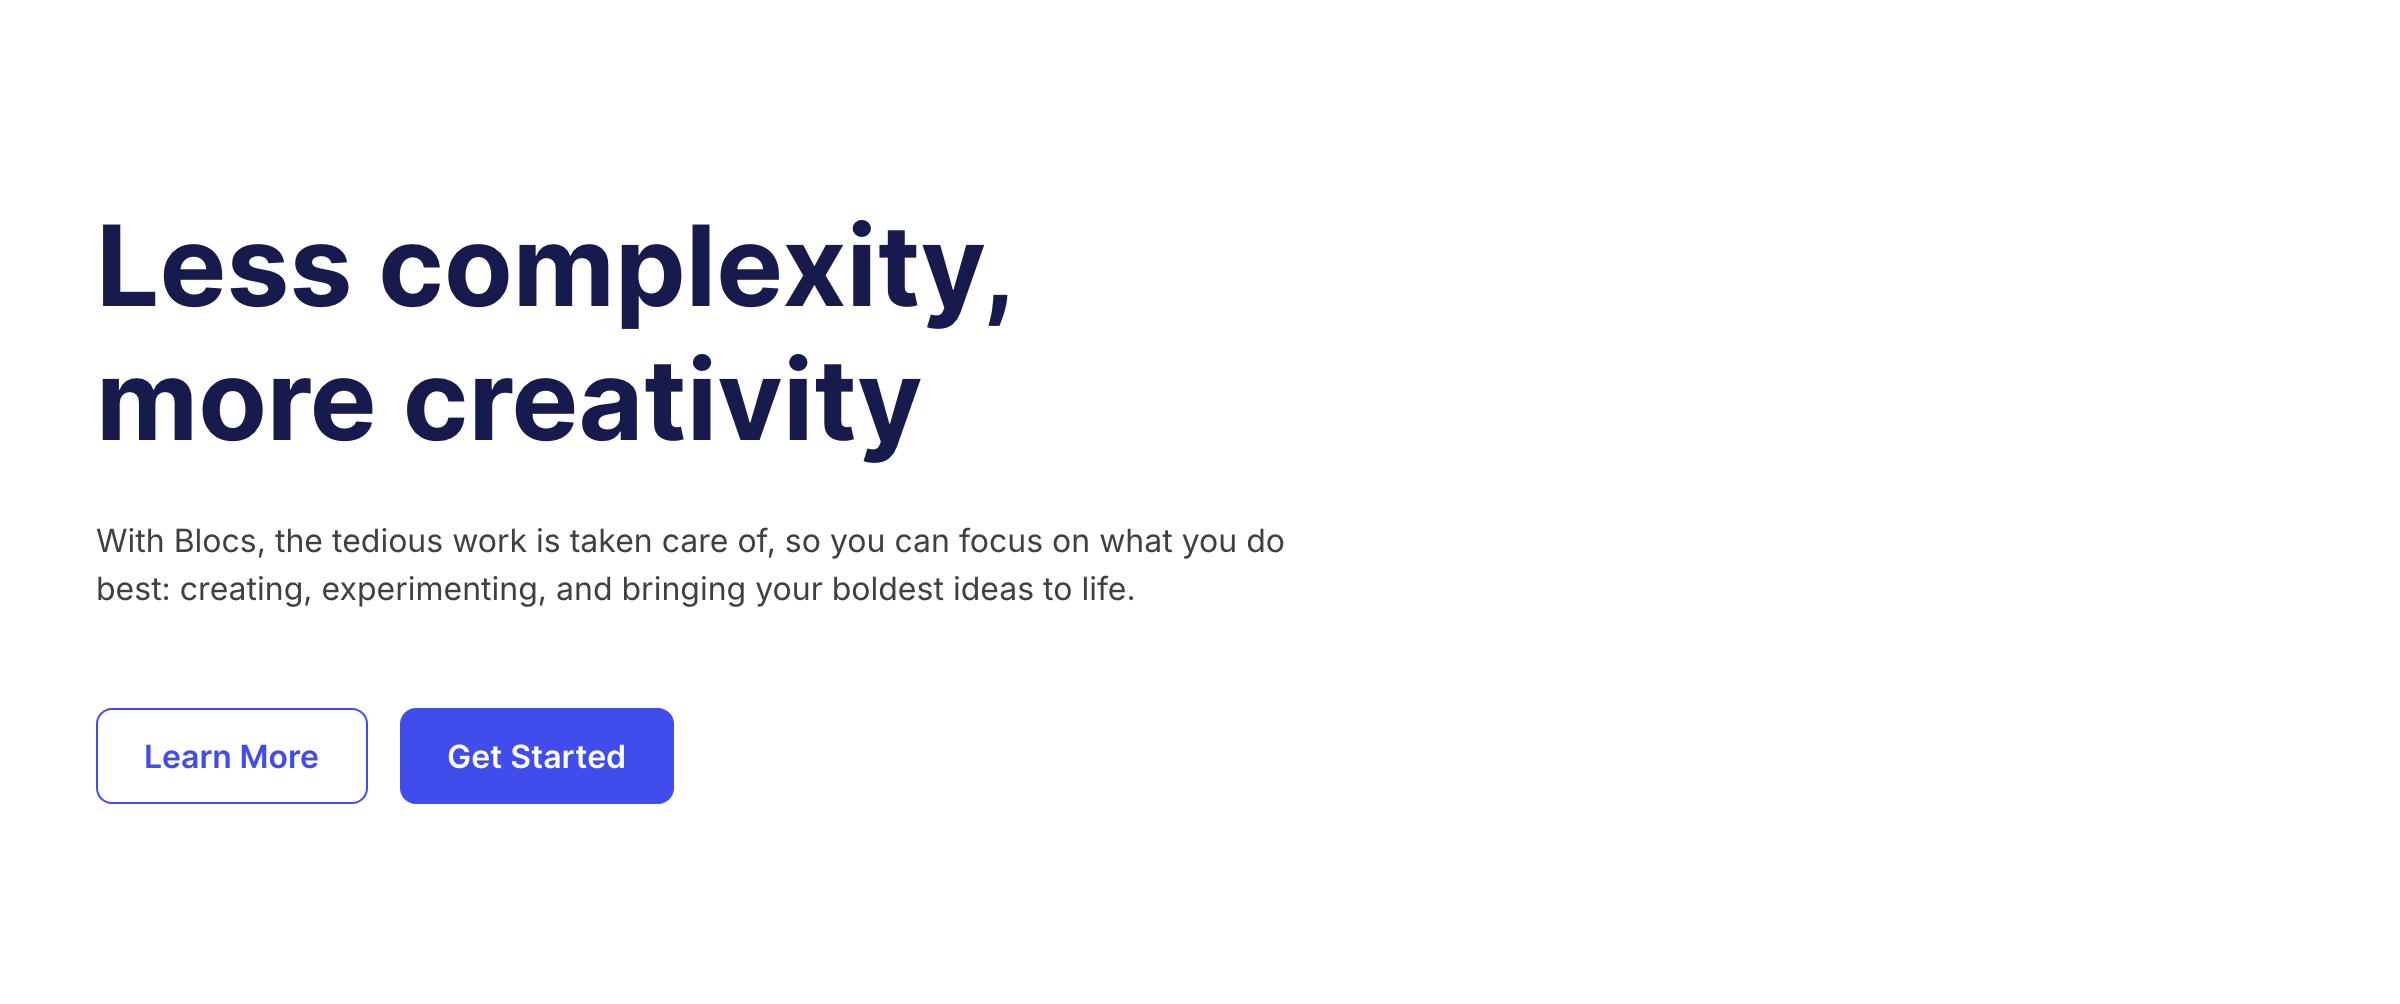 Less complexity,
more creativity
With Blocs, the tedious work is taken care of, so you can focus on what you do
best: creating, experimenting, and bringing your boldest ideas to life.
Learn More
Get Started